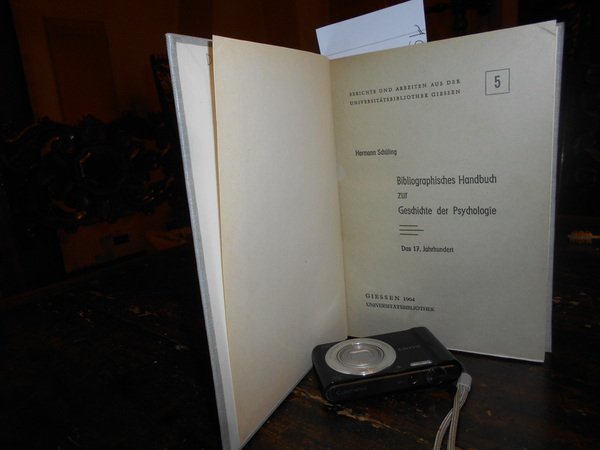 BERICHTE UND ARBEITEN AUS DER
UNIVERSITÄTSBIBLIOTHEK GIESSEN
5
Hermann Schüling
Bibliographisches Handbuch
zur
Geschichte der Psychologie
Das 17. Jahrhundert
GIESSEN 1964
UNIVERSITÄTSBIBLIOTHEK